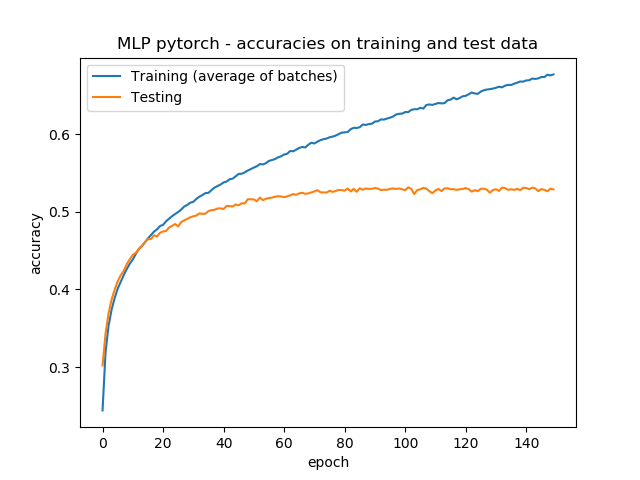 MLP pytorch - accuracies on training and test data
Training (average of batches)
Testing
0.6
0.5
0.4
0.3
accuracy
0 20 40 60 80 100 120 140
epoch